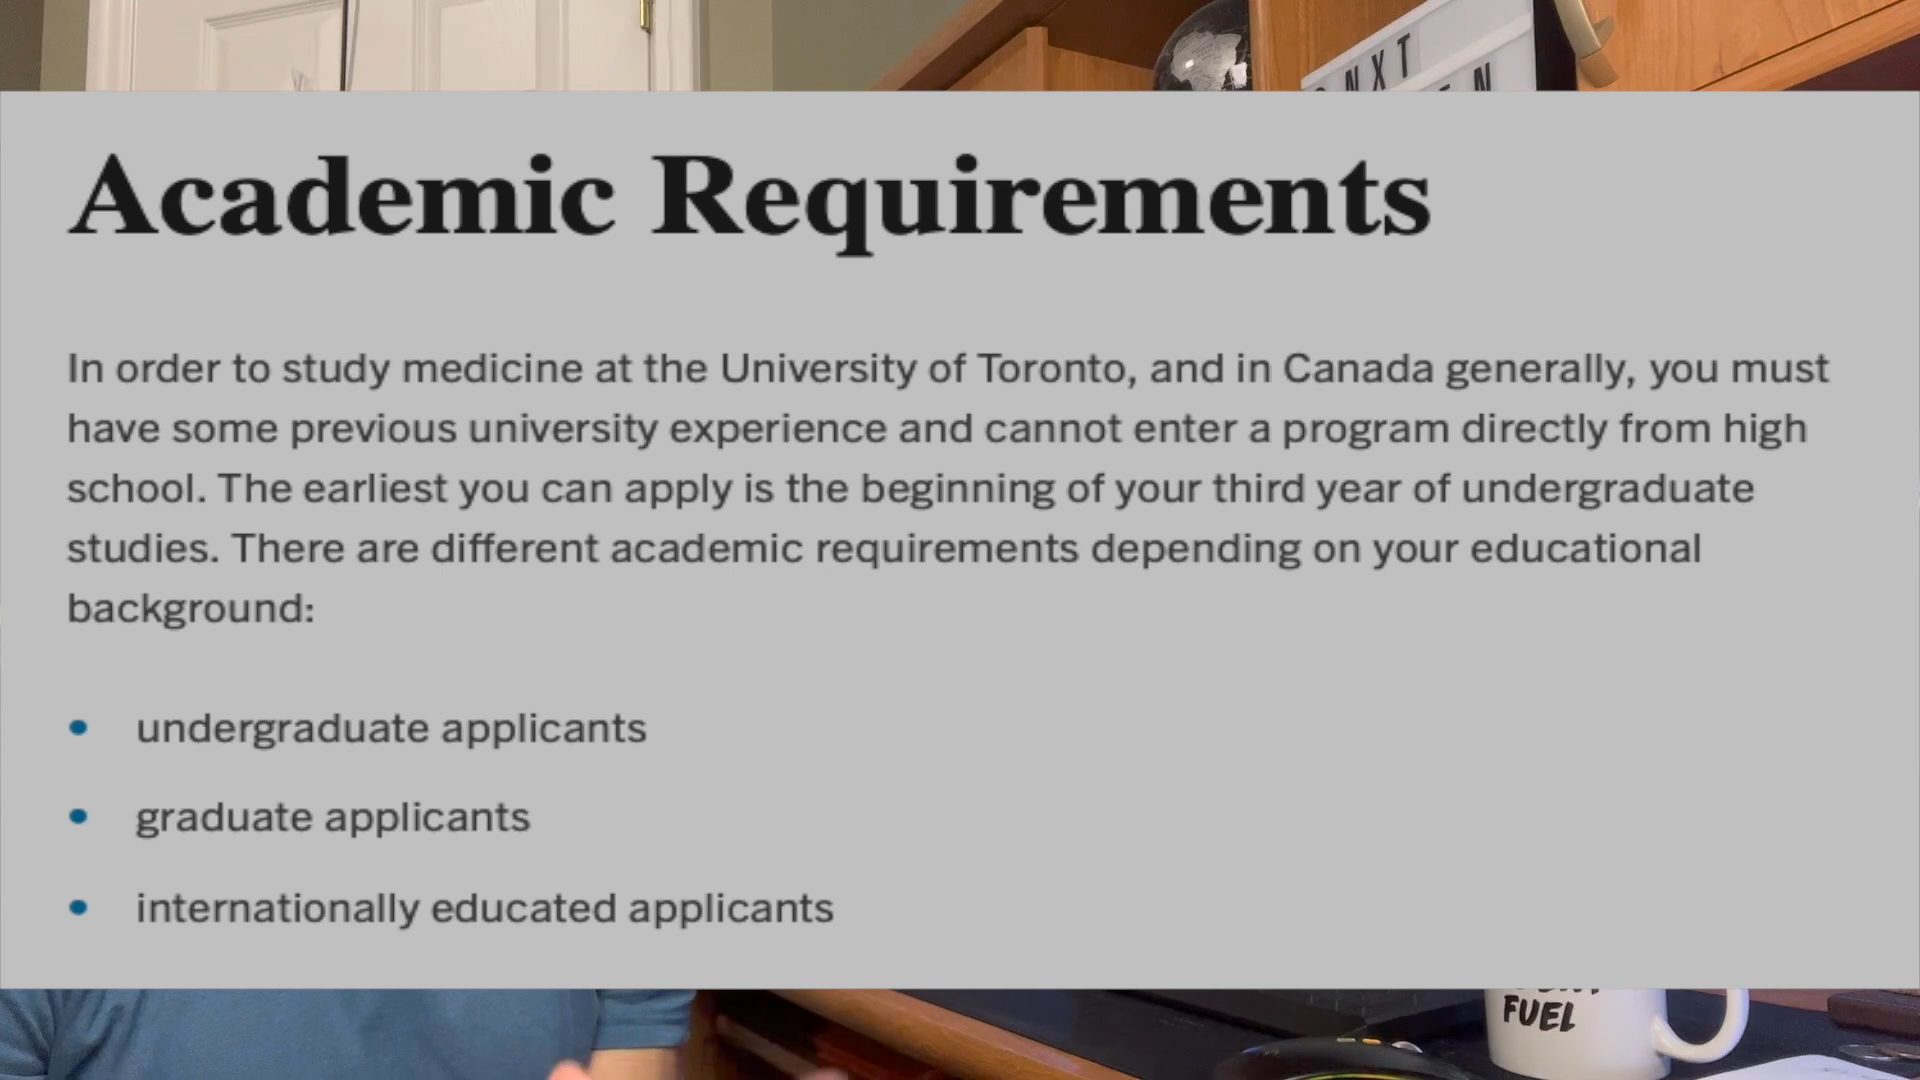 NXT
Academic Requirements
In order to study medicine at the University of Toronto, and in Canada generally, you must
have some previous university experience and cannot enter a program directly from high
school. The earliest you can apply is the beginning of your third year of undergraduate
studies. There are different academic requirements depending on your educational
background:
• undergraduate applicants
• graduate applicants
• internationally educated applicants
FUEL